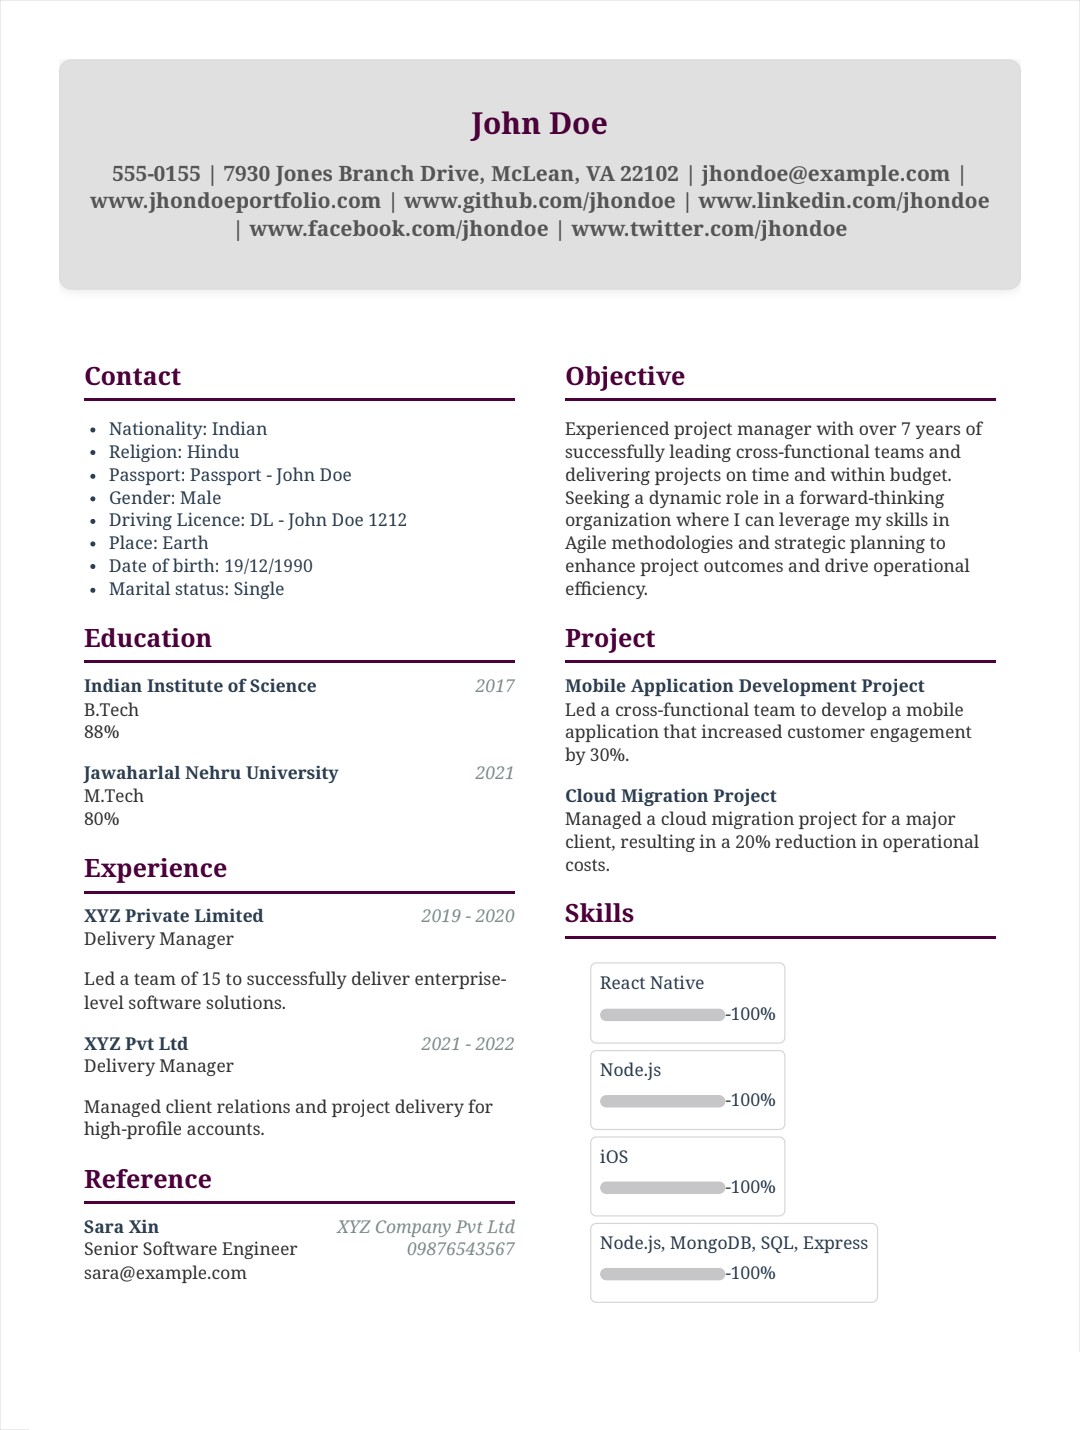 John Doe
555-0155 | 7930 Jones Branch Drive, McLean, VA 22102 | jhondoe@example.com |
www.jhondoeportfolio.com | www.github.com/jhondoe | www.linkedin.com/jhondoe
| www.facebook.com/jhondoe | www.twitter.com/jhondoe
Contact
• Nationality: Indian
• Religion: Hindu
• Passport: Passport - John Doe
• Gender: Male
• Driving Licence: DL - John Doe 1212
• Place: Earth
• Date of birth: 19/12/1990
• Marital status: Single
Education
Indian Institute of Science 2017
B.Tech
88%
Jawaharlal Nehru University 2021
M.Tech
80%
Experience
XYZ Private Limited 2019 - 2020
Delivery Manager
Led a team of 15 to successfully deliver enterprise-
level software solutions.
XYZ Pvt Ltd 2021 - 2022
Delivery Manager
Managed client relations and project delivery for
high-profile accounts.
Reference
Sara Xin XYZ Company Pvt Ltd
Senior Software Engineer 09876543567
sara@example.com
Objective
Experienced project manager with over 7 years of
successfully leading cross-functional teams and
delivering projects on time and within budget.
Seeking a dynamic role in a forward-thinking
organization where I can leverage my skills in
Agile methodologies and strategic planning to
enhance project outcomes and drive operational
efficiency.
Project
Mobile Application Development Project
Led a cross-functional team to develop a mobile
application that increased customer engagement
by 30%.
Cloud Migration Project
Managed a cloud migration project for a major
client, resulting in a 20% reduction in operational
costs.
Skills
React Native
-100%
Node.js
-100%
iOS
-100%
Node.js, MongoDB, SQL, Express
-100%